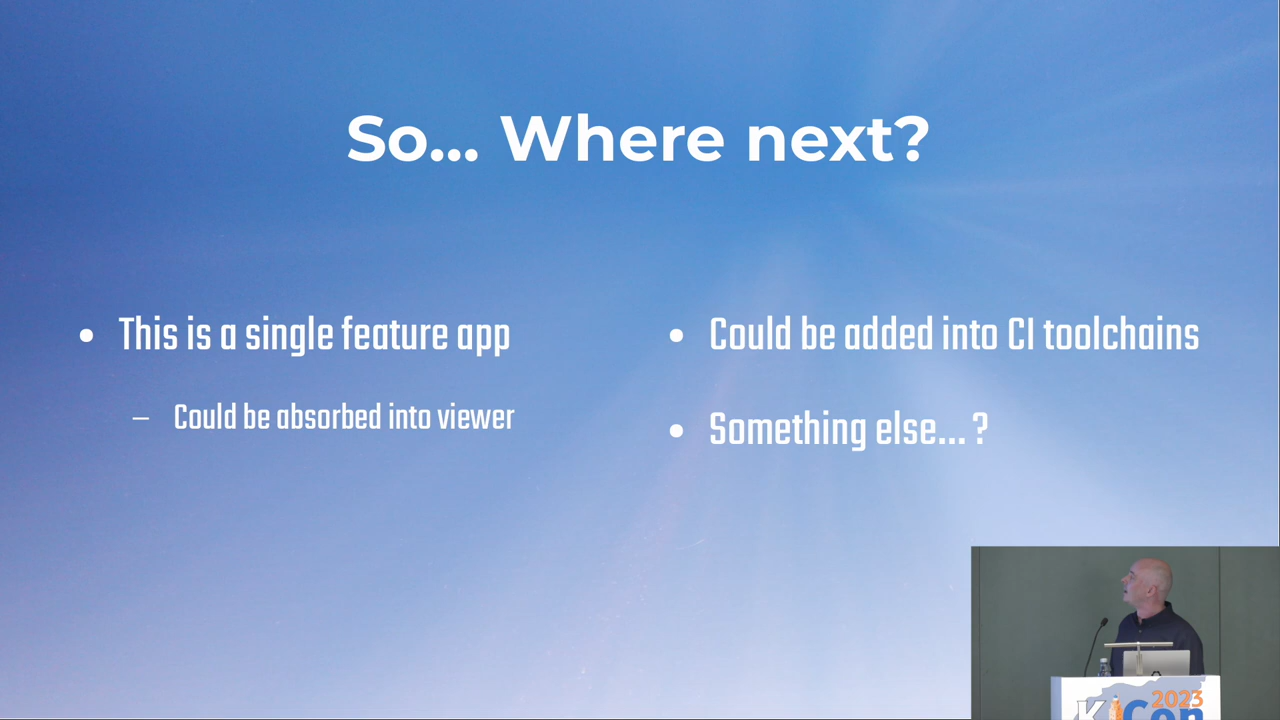 So... Where next?
• This is a single feature app
– Could be absorbed into viewer
• Could be added into CI toolchains
• Something else... ?
2023
KiCon